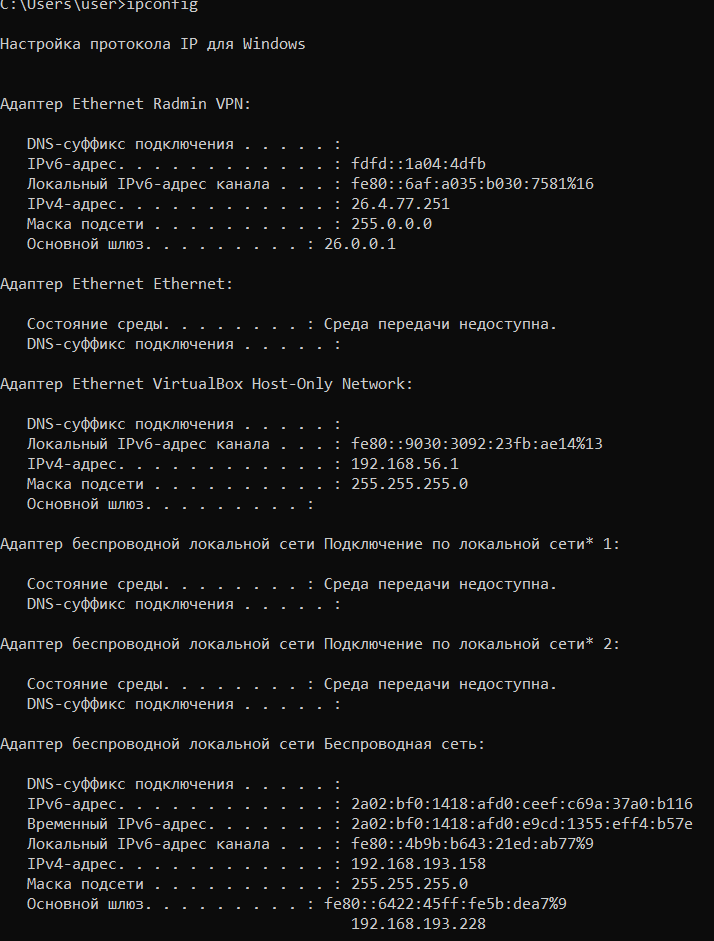 C:\Users\user>ipconfig
Настройка протокола IP для Windows
Адаптер Ethernet Radmin VPN:
DNS-суффикс подключения . . . . . :
IPv6-адрес. . . . . . . . . . . . : fdfd::1a04:4dfb
Локальный IPv6-адрес канала . . . : fe80::6af:a035:b030:7581%16
IPv4-адрес. . . . . . . . . . . . : 26.4.77.251
Маска подсети . . . . . . . . . . : 255.0.0.0
Основной шлюз. . . . . . . . . : 26.0.0.1
Адаптер Ethernet Ethernet:
Состояние среды. . . . . . . . : Среда передачи недоступна.
DNS-суффикс подключения . . . . . :
Адаптер Ethernet VirtualBox Host-Only Network:
DNS-суффикс подключения . . . . . :
Локальный IPv6-адрес канала . . . : fe80::9030:3092:23fb:ae14%13
IPv4-адрес. . . . . . . . . . . . : 192.168.56.1
Маска подсети . . . . . . . . . . : 255.255.255.0
Основной шлюз. . . . . . . . . :
Адаптер беспроводной локальной сети Подключение по локальной сети* 1:
Состояние среды. . . . . . . . : Среда передачи недоступна.
DNS-суффикс подключения . . . . . :
Адаптер беспроводной локальной сети Подключение по локальной сети* 2:
Состояние среды. . . . . . . . : Среда передачи недоступна.
DNS-суффикс подключения . . . . . :
Адаптер беспроводной локальной сети Беспроводная сеть:
DNS-суффикс подключения . . . . . :
IPv6-адрес. . . . . . . . . . . . : 2a02:bf0:1418:afd0:ceef:c69a:37a0:b116
Временный IPv6-адрес. . . . . . . : 2a02:bf0:1418:afd0:e9cd:1355:eff4:b57e
Локальный IPv6-адрес канала . . . : fe80::4b9b:b643:21ed:ab77%9
IPv4-адрес. . . . . . . . . . . . : 192.168.193.158
Маска подсети . . . . . . . . . . : 255.255.255.0
Основной шлюз. . . . . . . . . : fe80::6422:45ff:fe5b:dea7%9
192.168.193.228